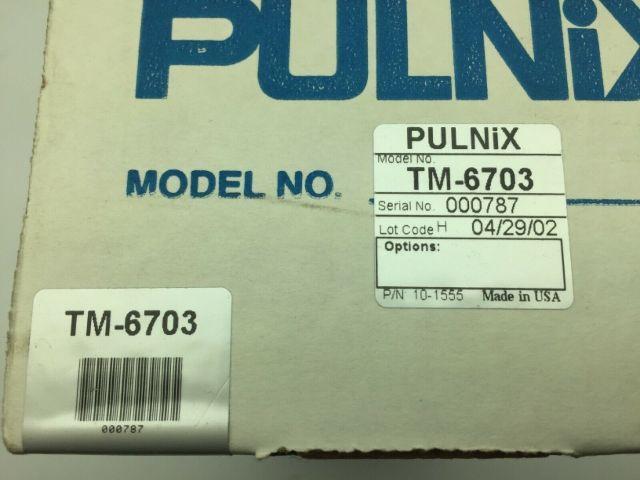 PULNiX
PULNiX
Model No.
MODEL NO.
TM-6703
Serial No. 000787
Lot Code H 04/29/02
Options:
P/N 10-1555 Made in USA
TM-6703
000787